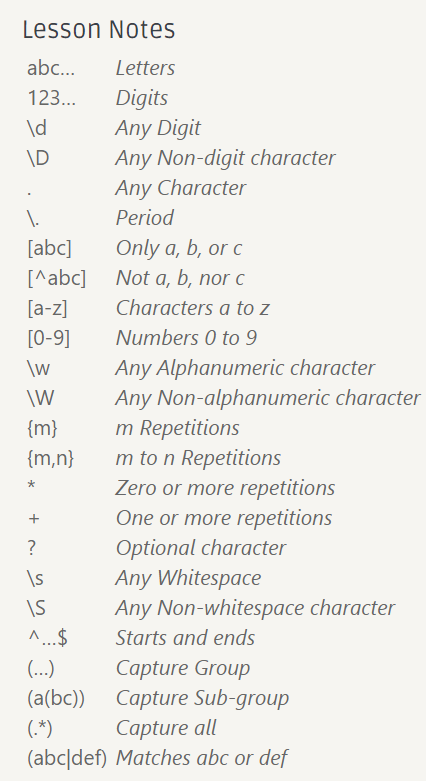 Lesson Notes
abc… Letters
123… Digits
\d Any Digit
\D Any Non-digit character
. Any Character
\. Period
[abc] Only a, b, or c
[^abc] Not a, b, nor c
[a-z] Characters a to z
[0-9] Numbers 0 to 9
\w Any Alphanumeric character
\W Any Non-alphanumeric character
{m} m Repetitions
{m,n} m to n Repetitions
* Zero or more repetitions
+ One or more repetitions
? Optional character
\s Any Whitespace
\S Any Non-whitespace character
^…$ Starts and ends
(…) Capture Group
(a(bc)) Capture Sub-group
(.*) Capture all
(abc|def) Matches abc or def